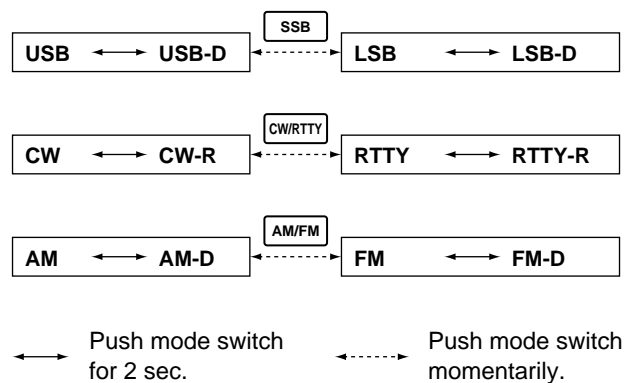 SSB
USB USB-D LSB LSB-D
CW/RTTY
CW CW-R RTTY RTTY-R
AM/FM
AM AM-D FM FM-D
Push mode switch for 2 sec.
Push mode switch momentarily.